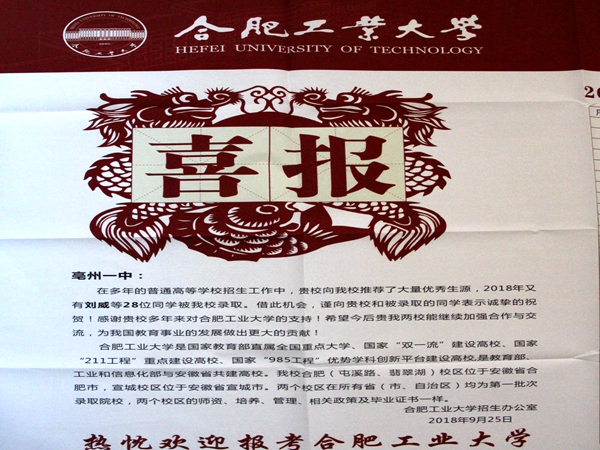 合肥工业大学
HEFEI UNIVERSITY OF TECHNOLOGY
喜报
亳州一中：
在多年的普通高等学校招生工作中，贵校向我校推荐了大量优秀生源，2018年又
有刘威等28位同学被我校录取。借此机会，谨向贵校和被录取的同学表示诚挚的祝
贺！感谢贵校多年来对合肥工业大学的支持！希望今后贵我两校能继续加强合作与交
流，为我国教育事业的发展做出更大的贡献！
合肥工业大学是国家教育部直属全国重点大学、国家“双一流”建设高校、国家
“211工程”重点建设高校、国家“985工程”优势学科创新平台建设高校,是教育部、
工业和信息化部与安徽省共建高校。我校合肥（屯溪路、翡翠湖）校区位于安徽省合
肥市，宣城校区位于安徽省宣城市。两个校区在所有省（市、自治区）均为第一批次
录取院校，两个校区的师资、培养、管理、相关政策及毕业证书一样。
合肥工业大学招生办公室
2018年9月25日
热忱欢迎报考合肥工业大学